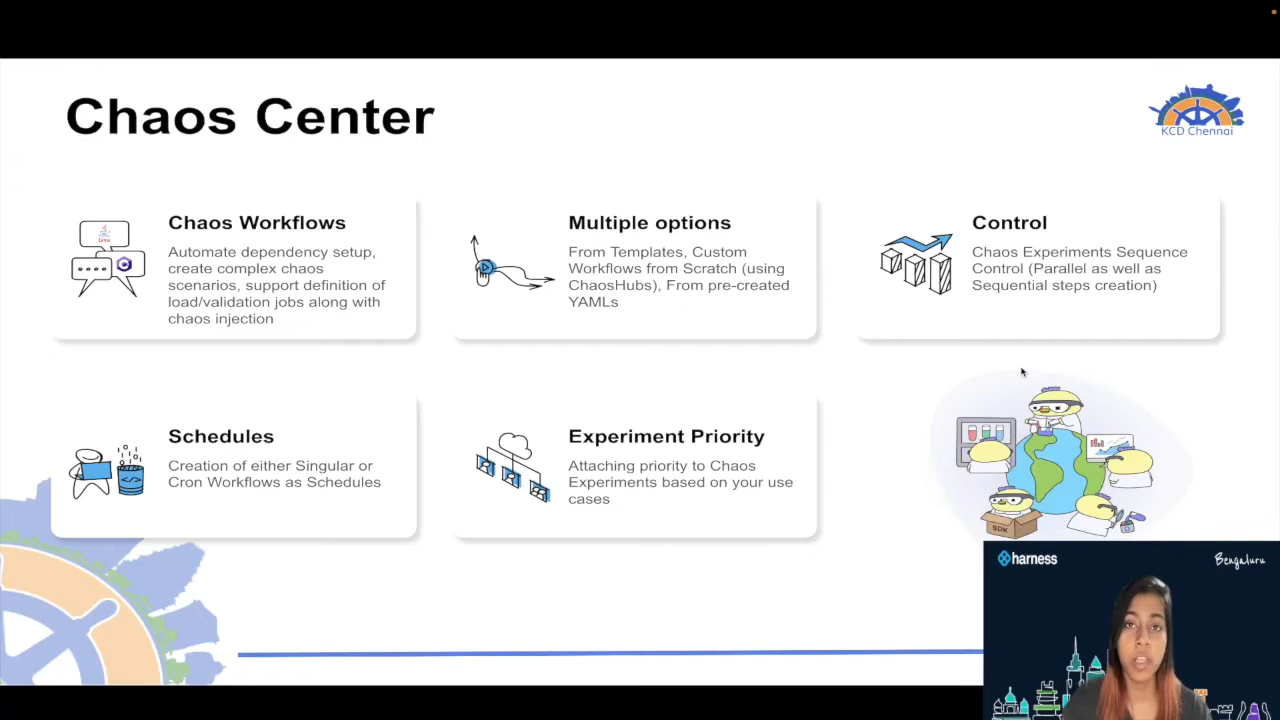 Chaos Center
KCD Chennai
Chaos Workflows
Automate dependency setup,
create complex chaos
scenarios, support definition of
load/validation jobs along with
chaos injection
Java
Multiple options
From Templates, Custom
Workflows from Scratch (using
ChaosHubs), From pre-created
YAMLs
Control
Chaos Experiments Sequence
Control (Parallel as well as
Sequential steps creation)
Schedules
Creation of either Singular or
Cron Workflows as Schedules
Experiment Priority
Attaching priority to Chaos
Experiments based on your use
cases
SDK
harness
Bengaluru